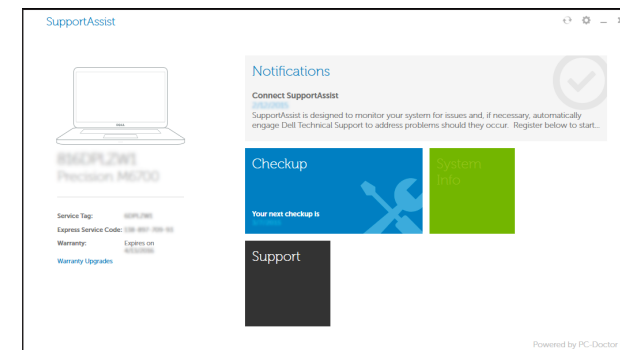 SupportAssist
Notifications
Connect SupportAssist
SupportAssist is designed to monitor your system for issues and, if necessary, automatically
engage Dell Technical Support to address problems should they occur. Register below to start...
Precision M6700
Checkup
System
Info
Your next checkup is
Service Tag:
Express Service Code:
Warranty: Expires on
Warranty Upgrades
Support
Powered by PC-Doctor